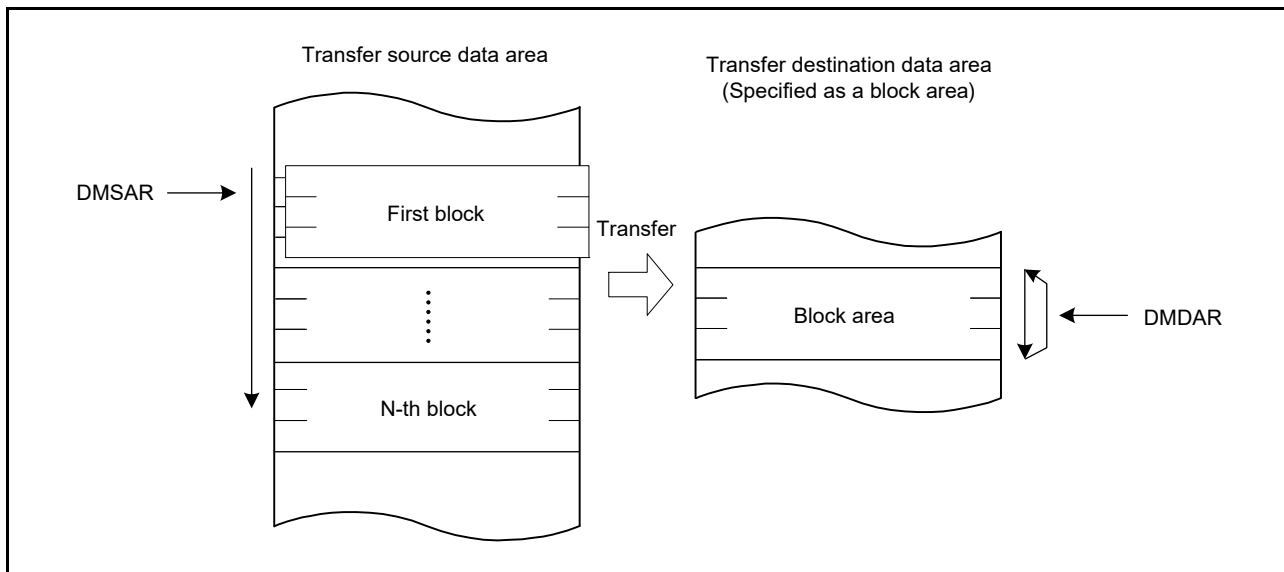 Transfer source data area
Transfer destination data area
(Specified as a block area)
DMSAR
First block
Transfer
Block area
DMDAR
N-th block